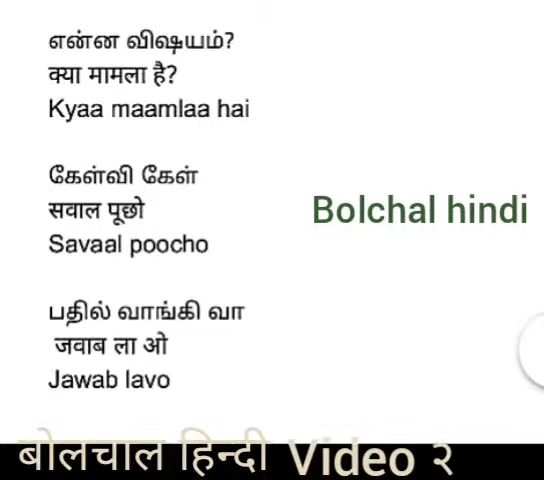 என்ன விஷயம்?
क्या मामला है?
Kyaa maamlaa hai
கேள்வி கேள்
सवाल पूछो
Savaal poocho
Bolchal hindi
பதில் வாங்கி வா
जवाब ला ओ
Jawab lavo
बोलचाल हिन्दी Video २